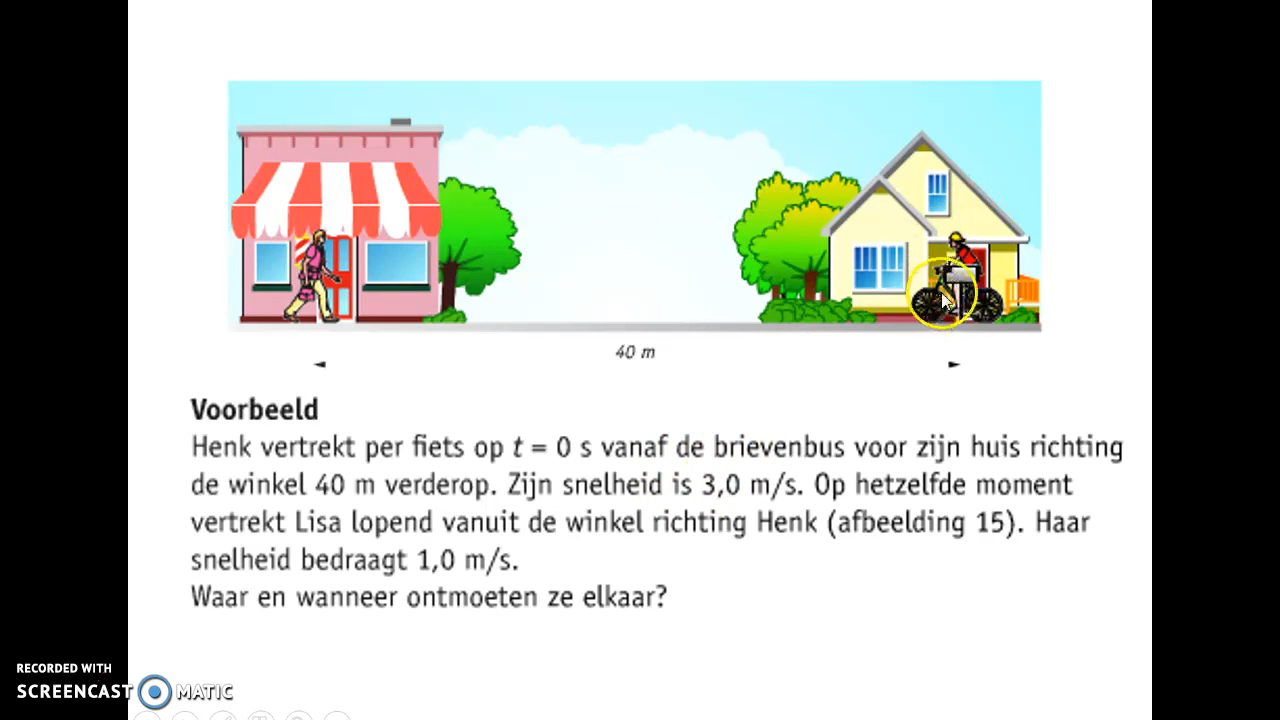 40 m
Voorbeeld
Henk vertrekt per fiets op t = 0 s vanaf de brievenbus voor zijn huis richting
de winkel 40 m verderop. Zijn snelheid is 3,0 m/s. Op hetzelfde moment
vertrekt Lisa lopend vanuit de winkel richting Henk (afbeelding 15). Haar
snelheid bedraagt 1,0 m/s.
Waar en wanneer ontmoeten ze elkaar?
RECORDED WITH
SCREENCAST MATIC